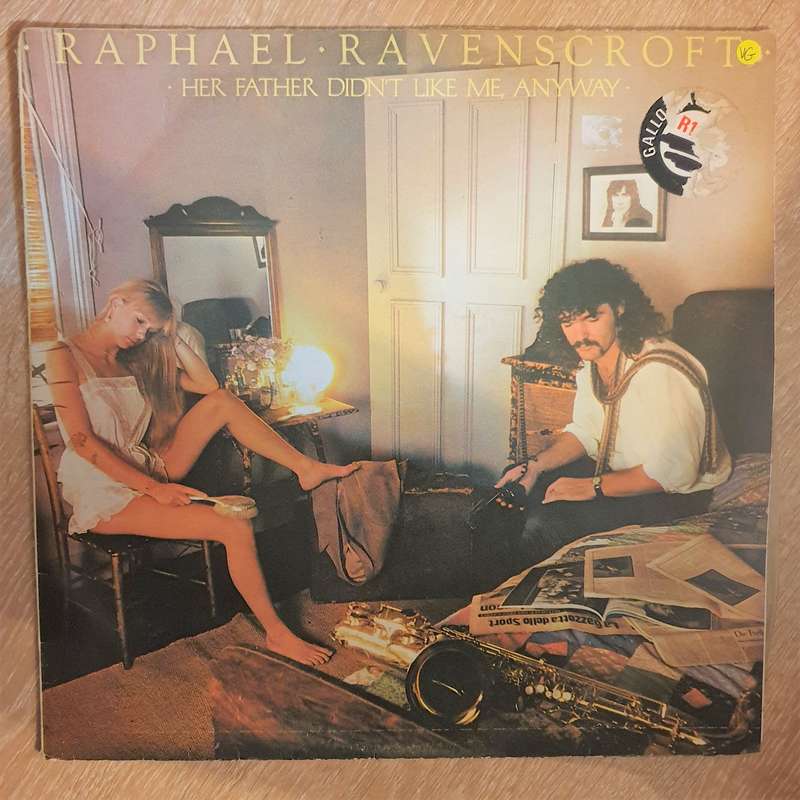 · RAPHAEL · RAVENSCROFT ·
VG
· HER FATHER DIDN'T LIKE ME, ANYWAY ·
GALLO
R1
La Gazzetta dello Sport